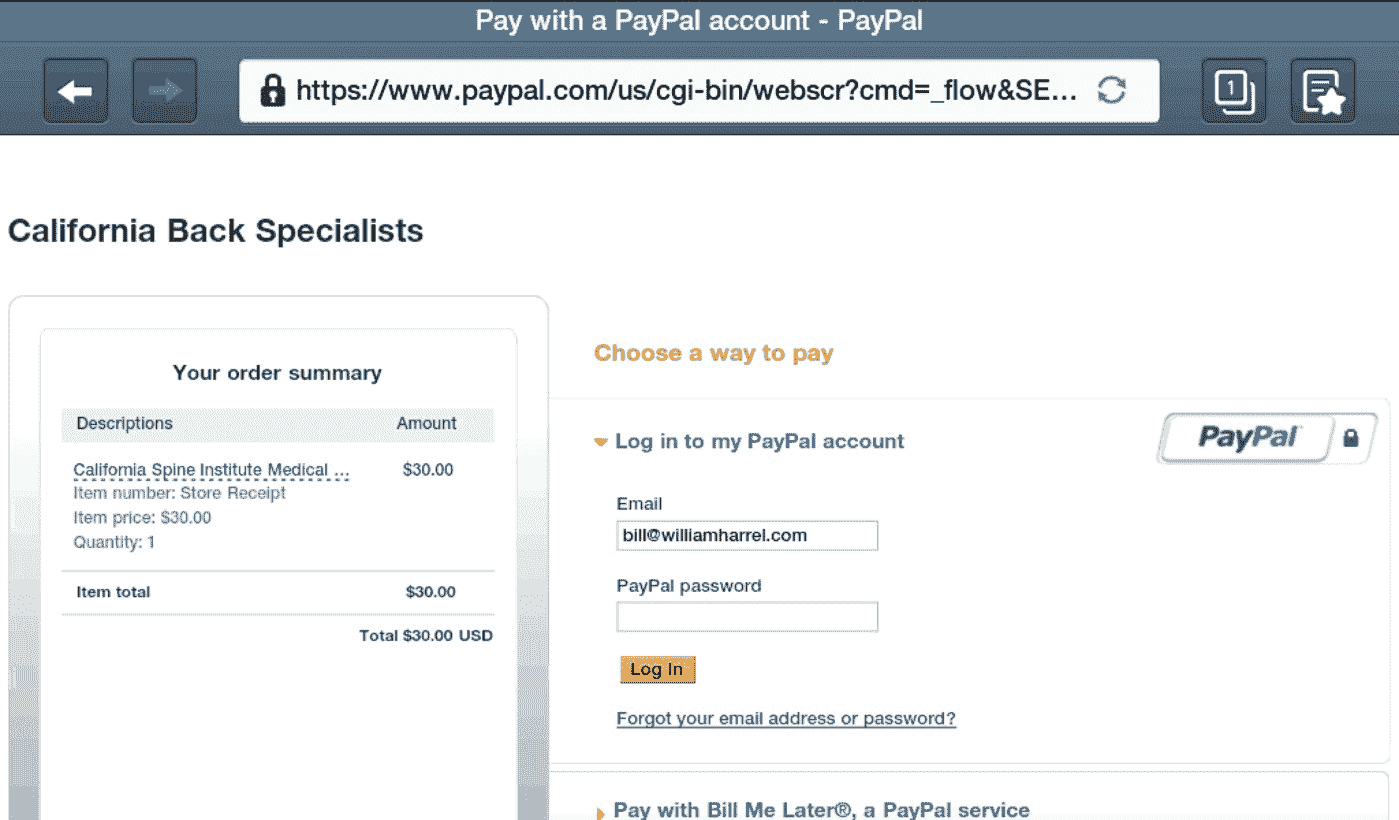 Pay with a PayPal account - PayPal
https://www.paypal.com/us/cgi-bin/webscr?cmd=_flow&SE...
1
California Back Specialists
Your order summary
Descriptions Amount
California Spine Institute Medical ... $30.00
Item number: Store Receipt
Item price: $30.00
Quantity: 1
Item total $30.00
Total $30.00 USD
Choose a way to pay
Log in to my PayPal account
PayPal
Email
bill@williamharrel.com
PayPal password
Log In
Forgot your email address or password?
Pay with Bill Me Later®, a PayPal service